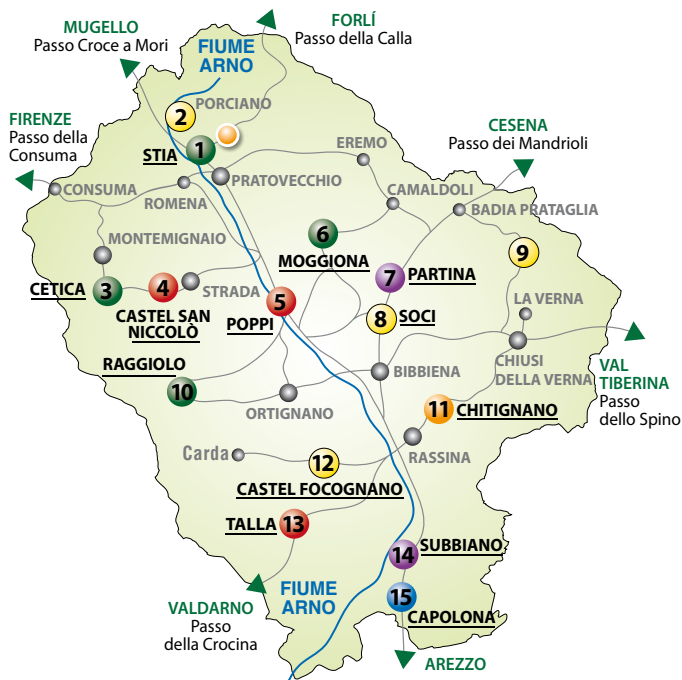 MUGELLO
Passo Croce a Mori
FORLÍ
Passo della Calla
FIUME
ARNO
2
PORCIANO
FIRENZE
Passo della
Consuma
1
STIA
EREMO
CESENA
Passo dei Mandrioli
CONSUMA
ROMENA
PRATOVECCHIO
CAMALDOLI
BADIA PRATAGLIA
MONTEMIGNAIO
6
MOGGIONA
9
CETICA
3
4
CASTEL SAN
NICCOLÒ
STRADA
5
POPPI
7
PARTINA
8
SOCI
LA VERNA
CHIUSI
DELLA VERNA
VAL
TIBERINA
Passo
dello Spino
RAGGIOLO
10
ORTIGNANO
BIBBIENA
11
CHITIGNANO
Carda
12
CASTEL FOCOGNANO
RASSINA
TALLA
13
14
SUBBIANO
15
CAPOLONA
VALDARNO
Passo
della Crocina
FIUME
ARNO
AREZZO